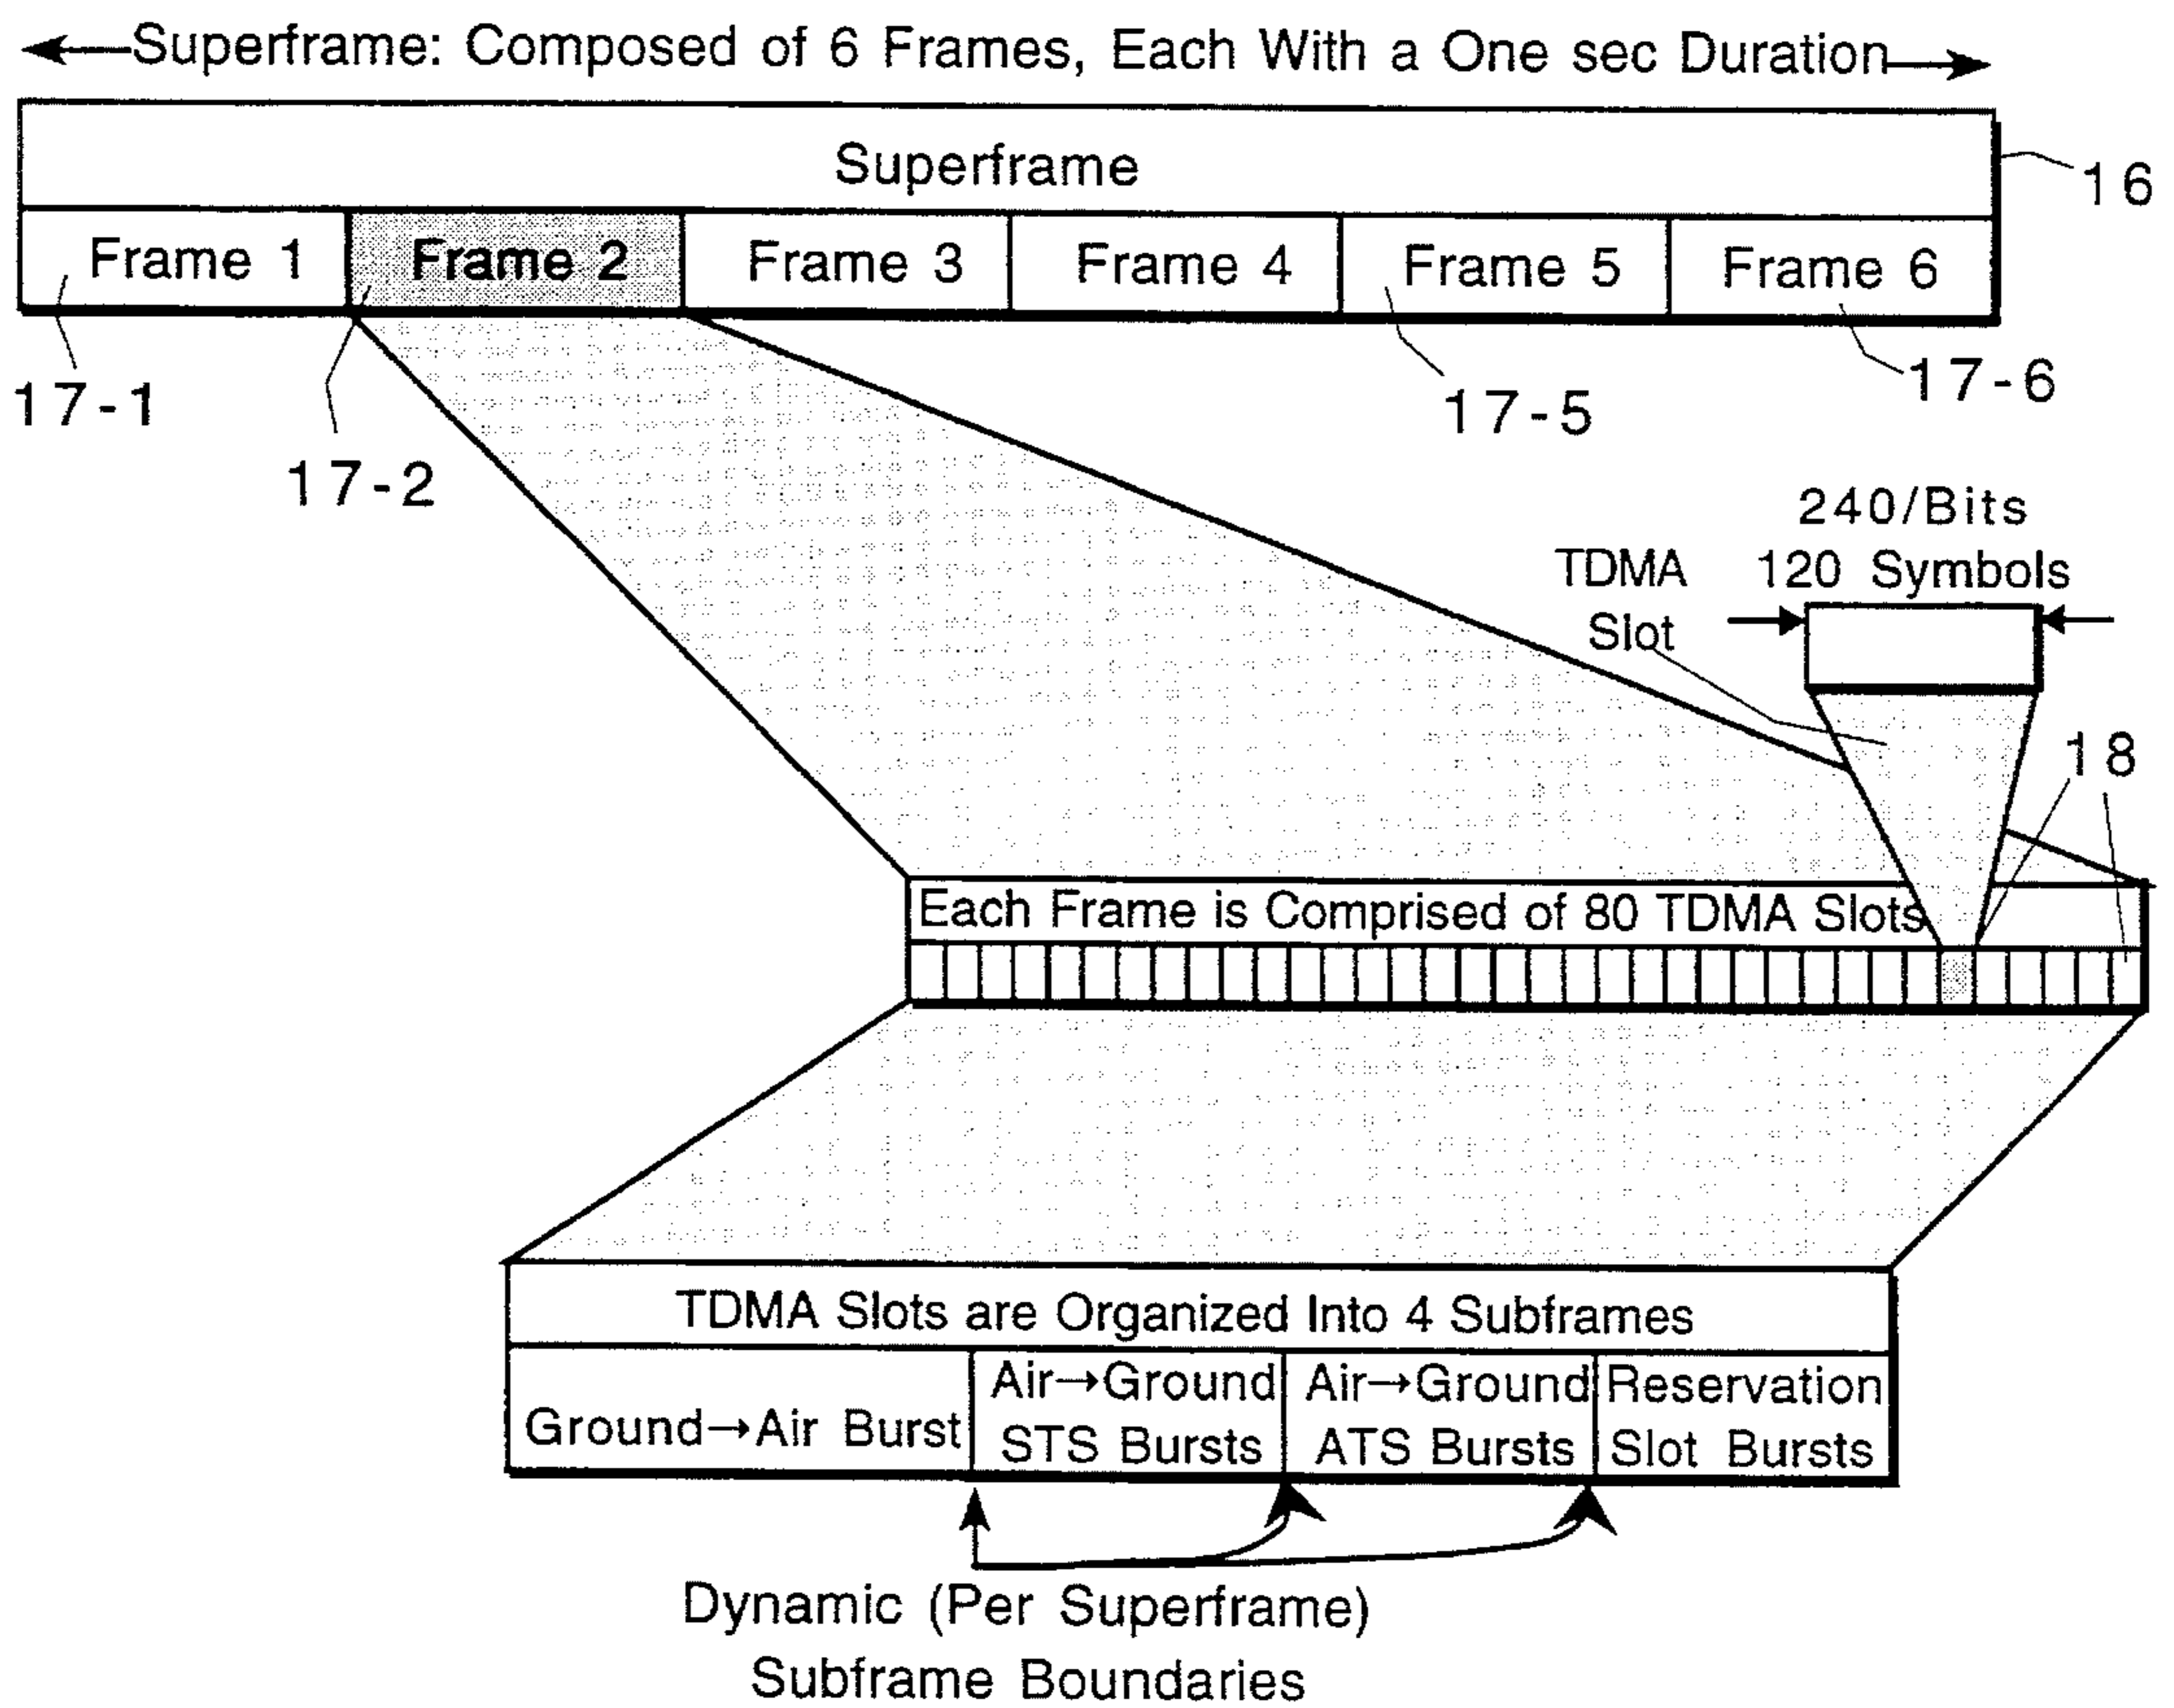 Superframe: Composed of 6 Frames, Each With a One sec Duration
Superframe
16
Frame 1
Frame 2
Frame 3
Frame 4
Frame 5
Frame 6
17-1
17-2
17-5
17-6
240/Bits
120 Symbols
TDMA
Slot
18
Each Frame is Comprised of 80 TDMA Slots
TDMA Slots are Organized Into 4 Subframes
Ground→Air Burst
Air→Ground
STS Bursts
Air→Ground
ATS Bursts
Reservation
Slot Bursts
Dynamic (Per Superframe)
Subframe Boundaries